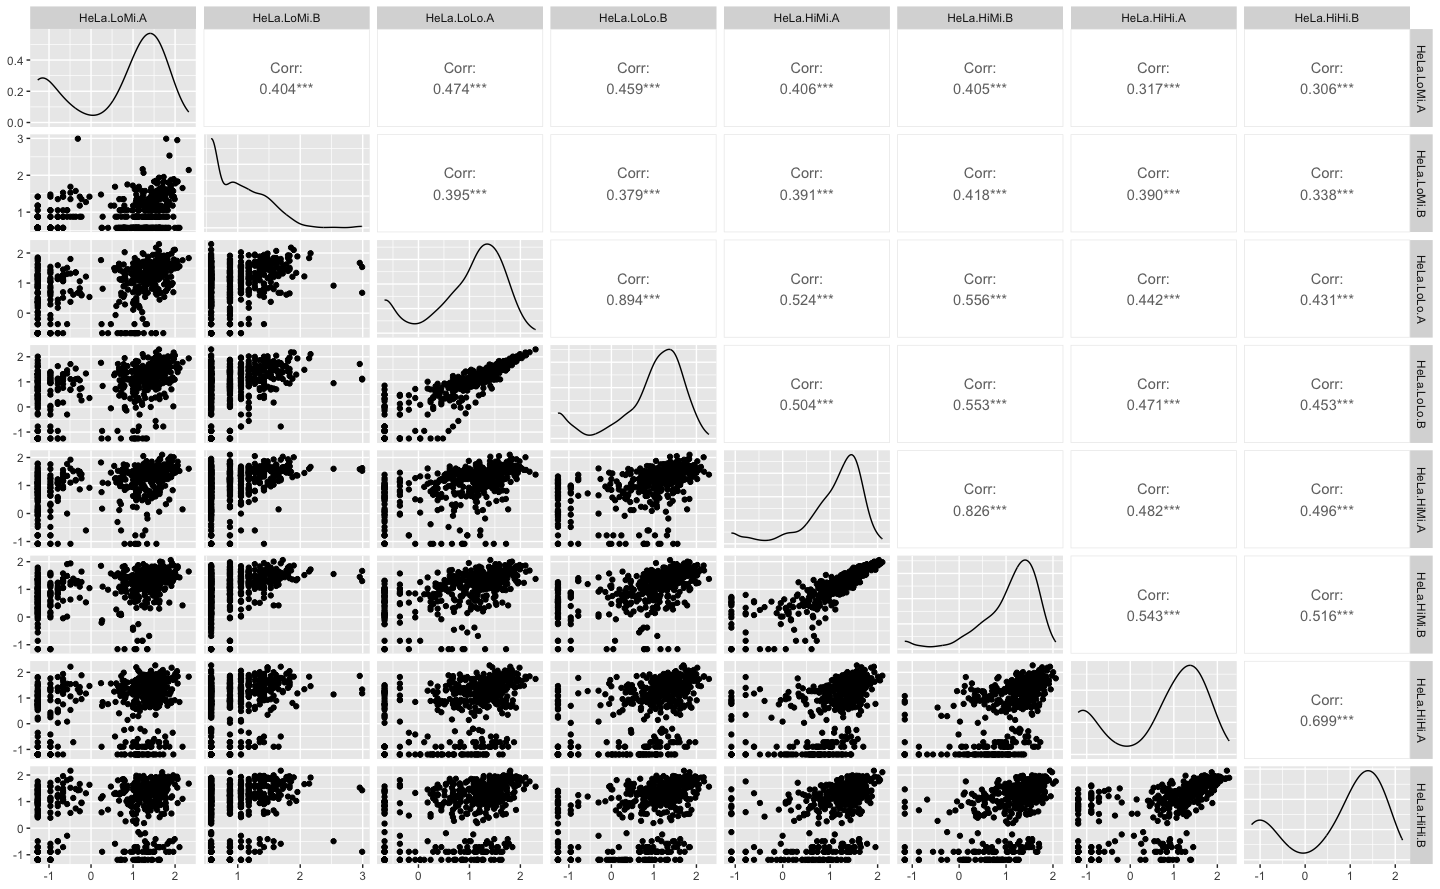 HeLa.LoMi.A HeLa.LoMi.B HeLa.LoLo.A HeLa.LoLo.B HeLa.HiMi.A HeLa.HiMi.B HeLa.HiHi.A HeLa.HiHi.B
0.4
0.2
0.0
Corr: Corr: Corr: Corr: Corr: Corr: Corr:
0.404*** 0.474*** 0.459*** 0.406*** 0.405*** 0.317*** 0.306***
HeLa.LoMi.A
3
2
1
Corr: Corr: Corr: Corr: Corr: Corr:
0.395*** 0.379*** 0.391*** 0.418*** 0.390*** 0.338***
HeLa.LoMi.B
2
1
0
Corr: Corr: Corr: Corr: Corr:
0.894*** 0.524*** 0.556*** 0.442*** 0.431***
HeLa.LoLo.A
2
1
0
-1
Corr: Corr: Corr: Corr:
0.504*** 0.553*** 0.471*** 0.453***
HeLa.LoLo.B
2
1
0
-1
Corr: Corr: Corr:
0.826*** 0.482*** 0.496***
HeLa.HiMi.A
2
1
0
-1
Corr: Corr:
0.543*** 0.516***
HeLa.HiMi.B
2
1
0
-1
Corr:
0.699***
HeLa.HiHi.A
2
1
0
-1
HeLa.HiHi.B
-1 0 1 2 1 2 3 0 1 2 -1 0 1 2 -1 0 1 2 -1 0 1 2 -1 0 1 2 -1 0 1 2